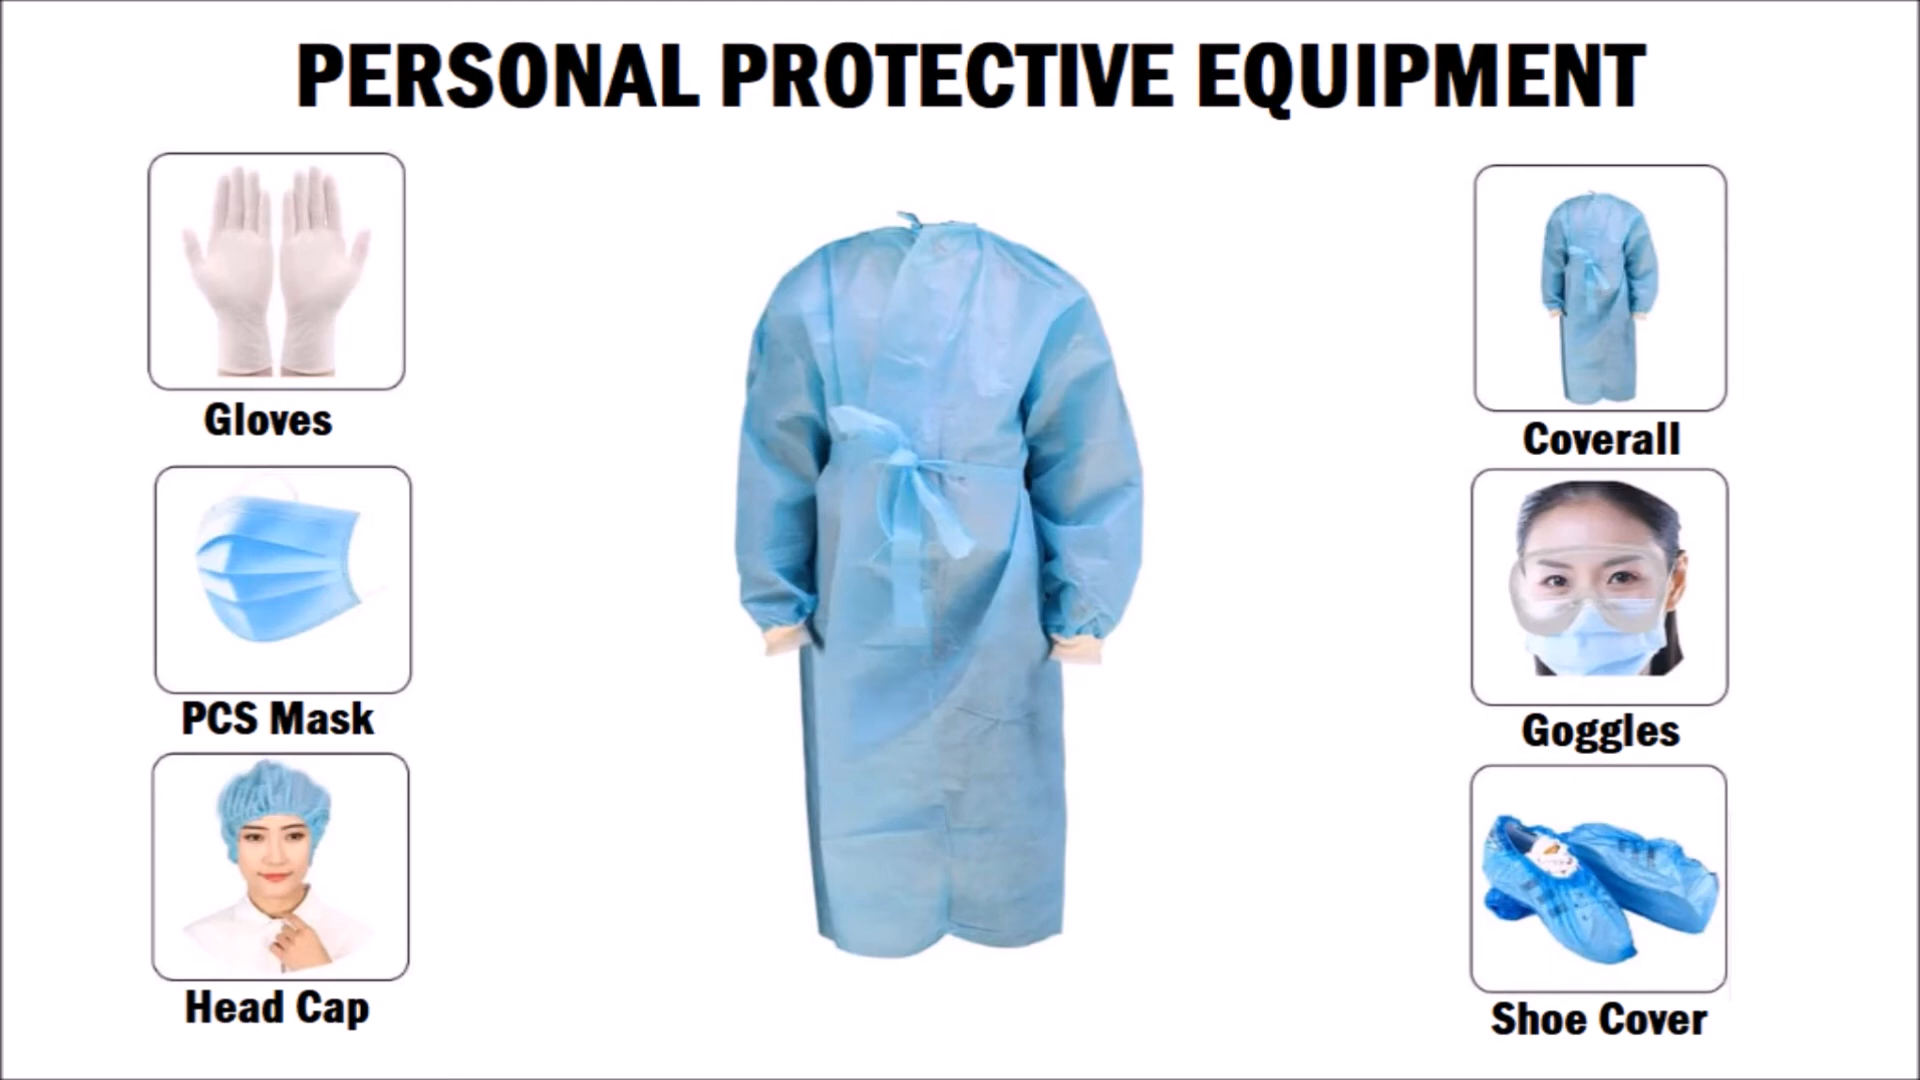 PERSONAL PROTECTIVE EQUIPMENT
Gloves
PCS Mask
Head Cap
Coverall
Goggles
Shoe Cover